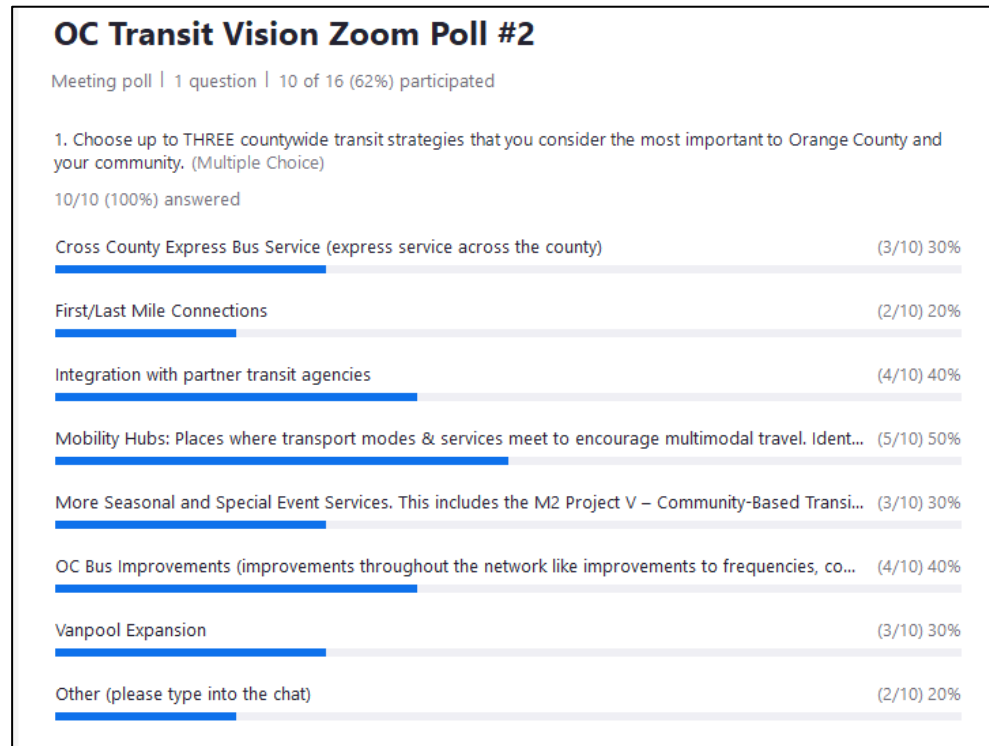 OC Transit Vision Zoom Poll #2
Meeting poll | 1 question | 10 of 16 (62%) participated
1. Choose up to THREE countywide transit strategies that you consider the most important to Orange County and
your community. (Multiple Choice)
10/10 (100%) answered
Cross County Express Bus Service (express service across the county) (3/10) 30%
First/Last Mile Connections (2/10) 20%
Integration with partner transit agencies (4/10) 40%
Mobility Hubs: Places where transport modes & services meet to encourage multimodal travel. Ident... (5/10) 50%
More Seasonal and Special Event Services. This includes the M2 Project V – Community-Based Transi... (3/10) 30%
OC Bus Improvements (improvements throughout the network like improvements to frequencies, co... (4/10) 40%
Vanpool Expansion (3/10) 30%
Other (please type into the chat) (2/10) 20%